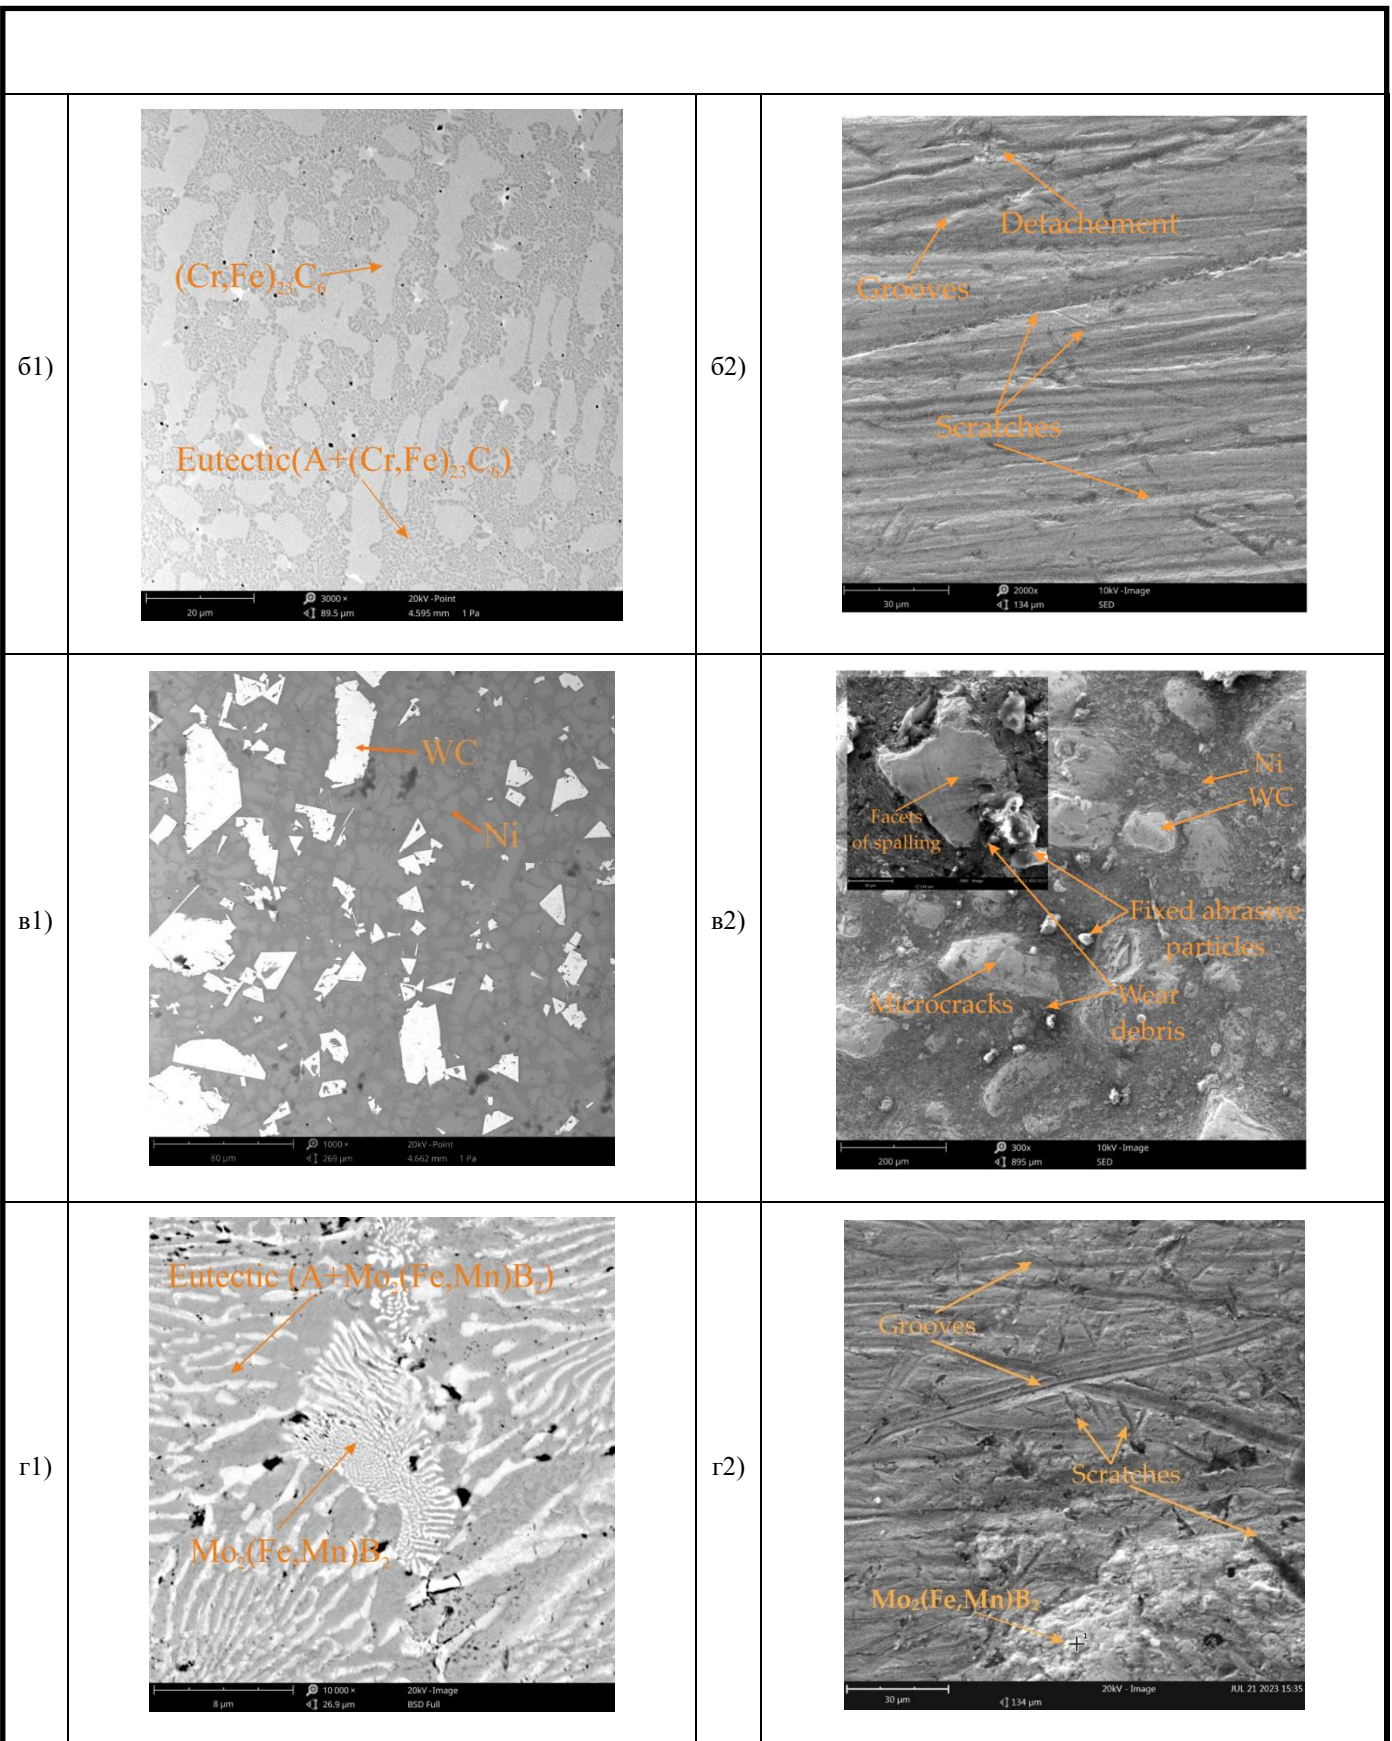 б1)
(Cr,Fe)₂₃C₆
Eutectic(A+(Cr,Fe)₂₃C₆)
20 µm
3000 ×
89.5 µm
20kV -Point
4.595 mm 1 Pa
б2)
Detachement
Grooves
Scratches
30 µm
2000x
134 µm
10kV -Image
SED
в1)
WC
Ni
80 µm
1000 ×
269 µm
20kV -Point
4.662 mm 1 Pa
в2)
Facets
of spalling
Ni
WC
Fixed abrasive
particles
Microcracks
Wear
debris
200 µm
300x
895 µm
10kV -Image
SED
г1)
Eutectic (A+Mo₂(Fe,Mn)B₂)
Mo₂(Fe,Mn)B₂
8 µm
10 000 ×
26.9 µm
20kV -Image
BSD Full
г2)
Grooves
Scratches
Mo₂(Fe,Mn)B₂
1
30 µm
134 µm
20kV - Image
JUL 21 2023 15:35